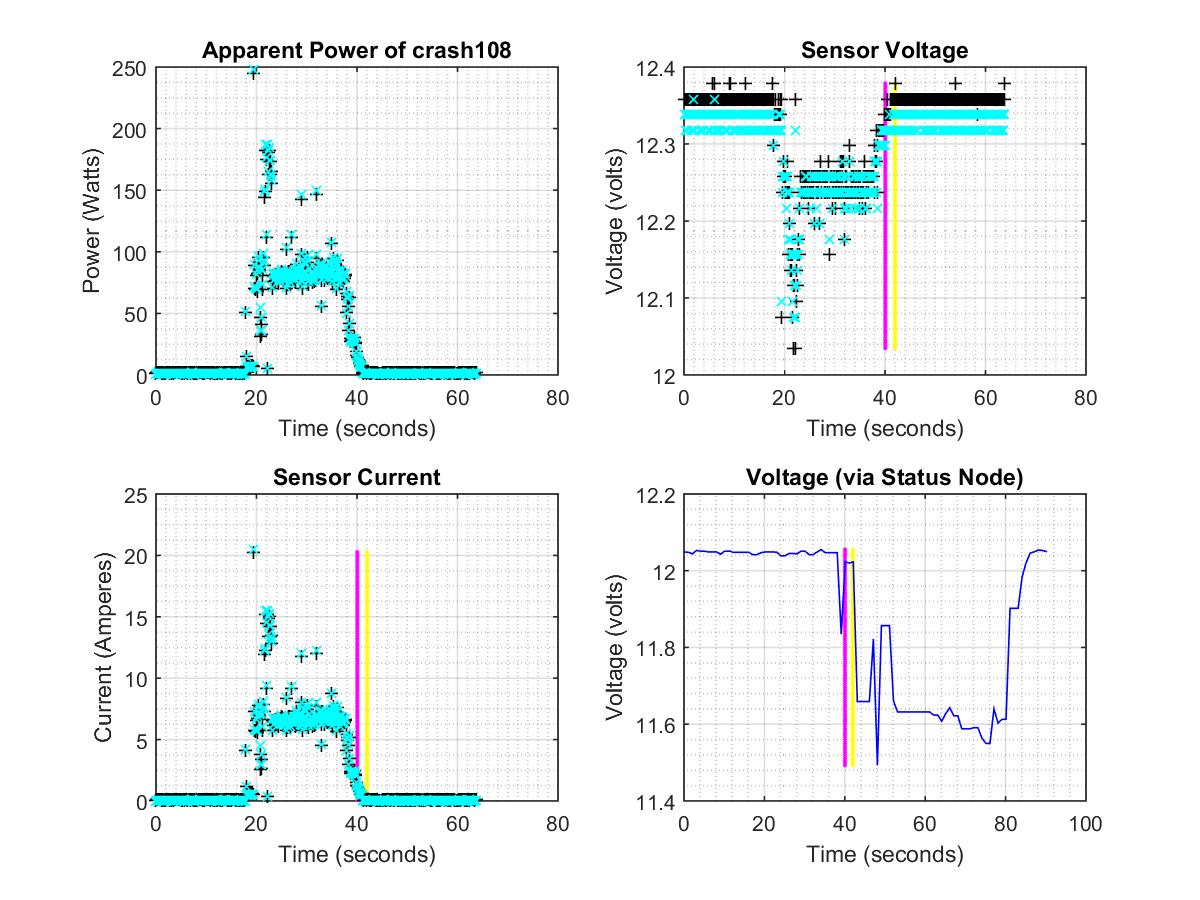 Apparent Power of crash108
250
200
150
100
50
0
0 20 40 60 80
Power (Watts)
Time (seconds)
Sensor Voltage
12.4
12.3
12.2
12.1
12
0 20 40 60 80
Voltage (volts)
Time (seconds)
Sensor Current
25
20
15
10
5
0
0 20 40 60 80
Current (Amperes)
Time (seconds)
Voltage (via Status Node)
12.2
12
11.8
11.6
11.4
0 20 40 60 80 100
Voltage (volts)
Time (seconds)